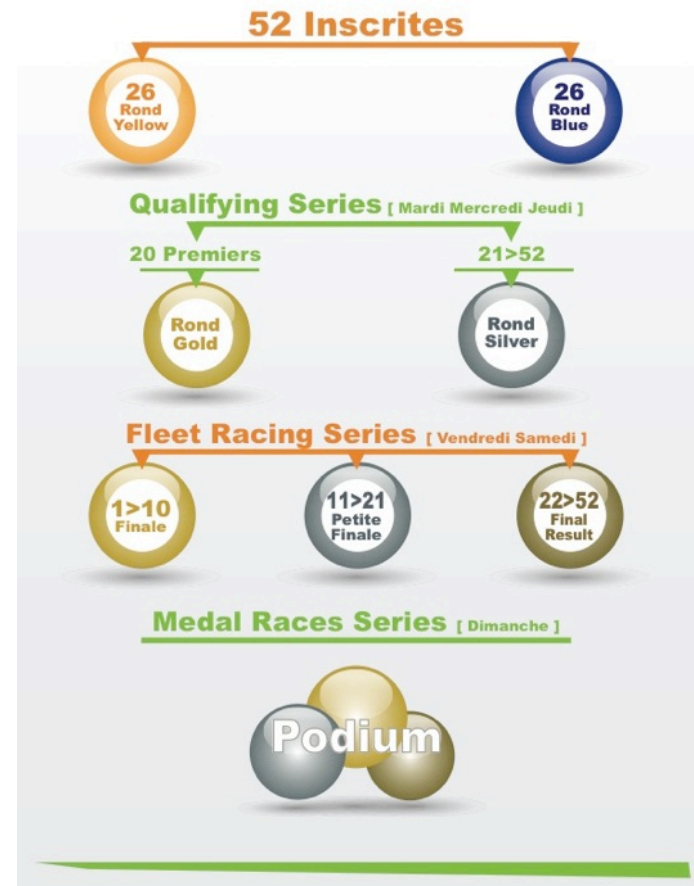 52 Inscrites
26
Rond
Yellow
26
Rond
Blue
Qualifying Series [ Mardi Mercredi Jeudi ]
20 Premiers
21>52
Rond
Gold
Rond
Silver
Fleet Racing Series [ Vendredi Samedi ]
1>10
Finale
11>21
Petite
Finale
22>52
Final
Result
Medal Races Series [ Dimanche ]
Podium